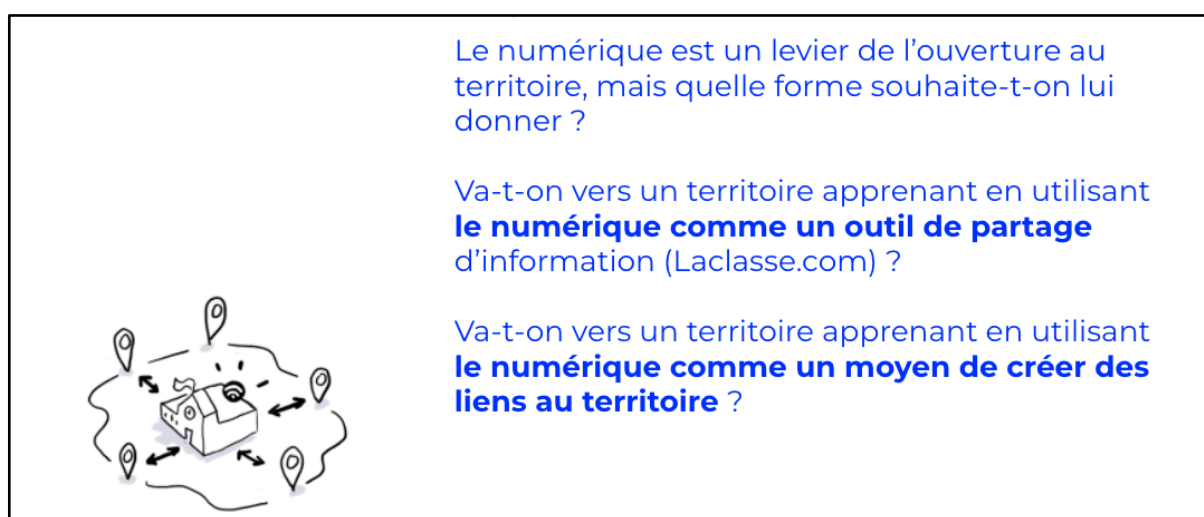 Le numérique est un levier de l’ouverture au
territoire, mais quelle forme souhaite-t-on lui
donner ?
Va-t-on vers un territoire apprenant en utilisant
le numérique comme un outil de partage
d’information (Laclasse.com) ?
Va-t-on vers un territoire apprenant en utilisant
le numérique comme un moyen de créer des
liens au territoire ?